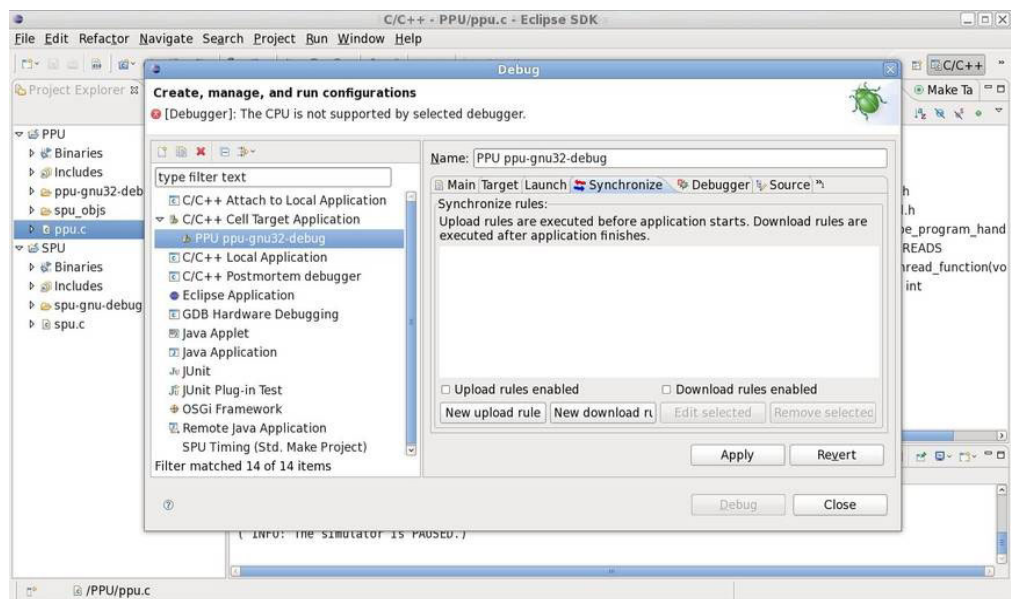 C/C++ - PPU/ppu.c - Eclipse SDK
File Edit Refactor Navigate Search Project Run Window Help
C/C++ »
Project Explorer
Make Ta
PPU
Binaries
Includes
ppu-gnu32-deb
spu_objs
ppu.c
SPU
Binaries
Includes
spu-gnu-debug
spu.c
Debug
Create, manage, and run configurations
[Debugger]: The CPU is not supported by selected debugger.
type filter text
C/C++ Attach to Local Application
C/C++ Cell Target Application
PPU ppu-gnu32-debug
C/C++ Local Application
C/C++ Postmortem debugger
Eclipse Application
GDB Hardware Debugging
Java Applet
Java Application
JUnit
JUnit Plug-in Test
OSGi Framework
Remote Java Application
SPU Timing (Std. Make Project)
Filter matched 14 of 14 items
Name: PPU ppu-gnu32-debug
Main Target Launch Synchronize Debugger Source »1
Synchronize rules:
Upload rules are executed before application starts. Download rules are
executed after application finishes.
Upload rules enabled Download rules enabled
New upload rule New download ru Edit selected Remove selected
Apply Revert
Debug Close
h
l.h
be_program_hand
READS
hread_function(vo
int
( INFO: The simulator is PAUSED.)
/PPU/ppu.c